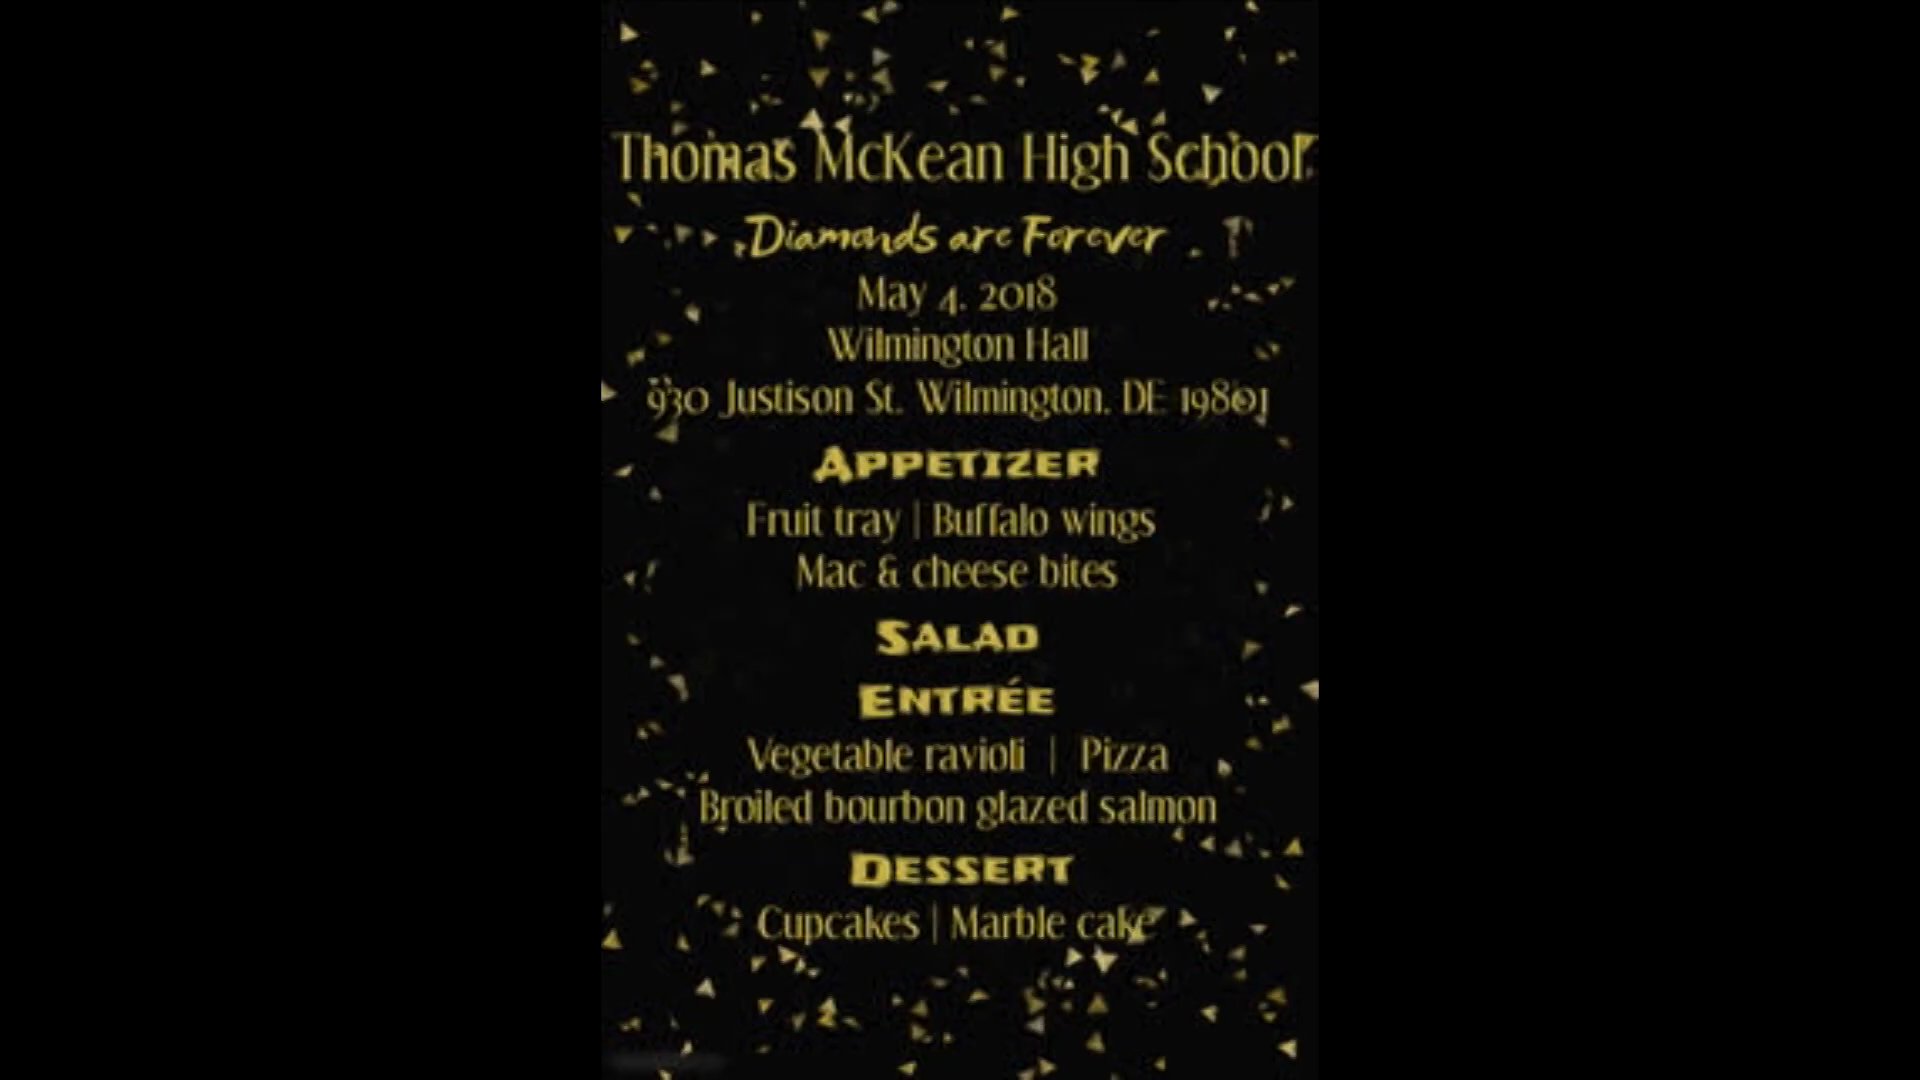 Thomas McKean High School
Diamonds are Forever
May 4, 2018
Wilmington Hall
930 Justison St. Wilmington, DE 19801
APPETIZER
Fruit tray | Buffalo wings
Mac & cheese bites
SALAD
ENTRÉE
Vegetable ravioli | Pizza
Broiled bourbon glazed salmon
DESSERT
Cupcakes | Marble cake